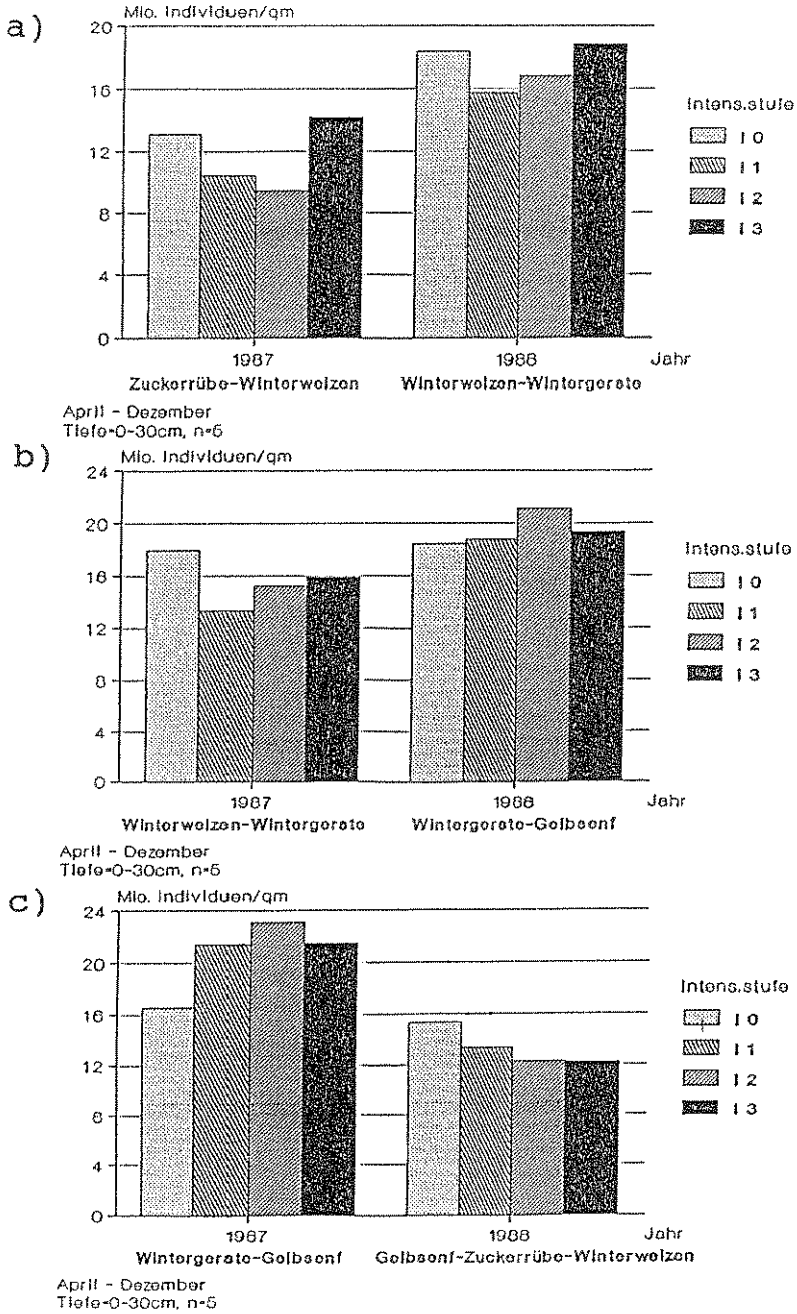 a)
Mio. Individuen/qm
20
16
12
8
4
0
1987
1988
Jahr
Zuckerrübe-Winterweizen
Winterweizen-Wintergerste
Intens.stufe
I 0
I 1
I 2
I 3
April - Dezember
Tiefe=0-30cm, n=5
b)
Mio. Individuen/qm
24
20
16
12
8
4
0
1987
1988
Jahr
Winterweizen-Wintergerste
Wintergerste-Gelbsenf
Intens.stufe
I 0
I 1
I 2
I 3
April - Dezember
Tiefe=0-30cm, n=5
c)
Mio. Individuen/qm
24
20
16
12
8
4
0
1987
1988
Jahr
Wintergerste-Gelbsenf
Gelbsenf-Zuckerrübe-Winterweizen
Intens.stufe
I 0
I 1
I 2
I 3
April - Dezember
Tiefe=0-30cm, n=5